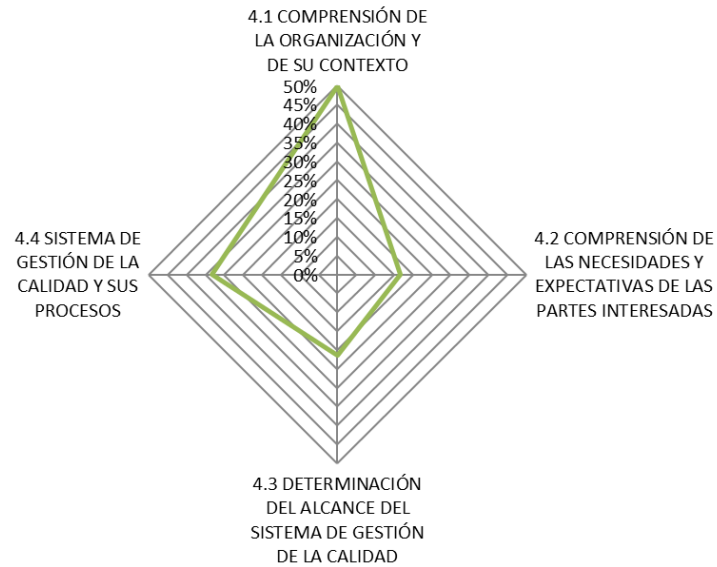 4.1 COMPRENSIÓN DE
LA ORGANIZACIÓN Y
DE SU CONTEXTO
50%
45%
40%
35%
30%
25%
20%
15%
10%
5%
0%
4.4 SISTEMA DE
GESTIÓN DE LA
CALIDAD Y SUS
PROCESOS
4.2 COMPRENSIÓN DE
LAS NECESIDADES Y
EXPECTATIVAS DE LAS
PARTES INTERESADAS
4.3 DETERMINACIÓN
DEL ALCANCE DEL
SISTEMA DE GESTIÓN
DE LA CALIDAD